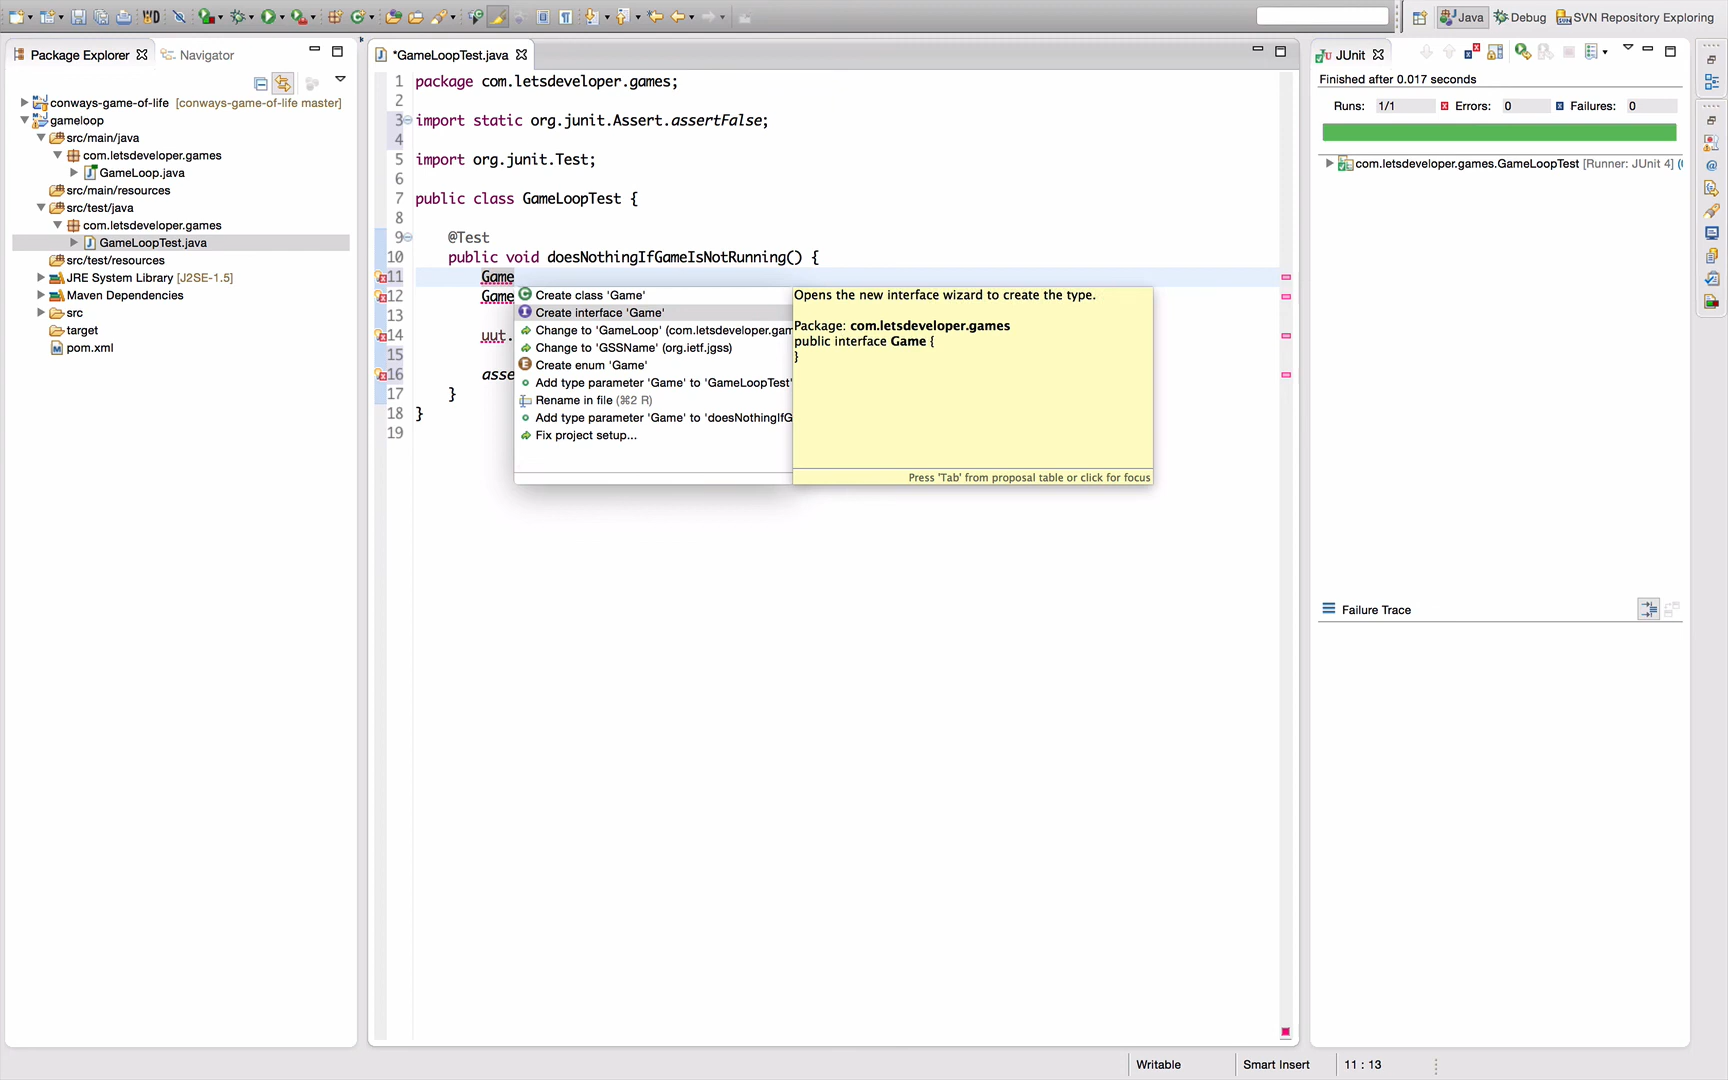 Java
Debug
SVN Repository Exploring
Package Explorer
Navigator
conways-game-of-life [conways-game-of-life master]
gameloop
src/main/java
com.letsdeveloper.games
GameLoop.java
src/main/resources
src/test/java
com.letsdeveloper.games
GameLoopTest.java
src/test/resources
JRE System Library [J2SE-1.5]
Maven Dependencies
src
target
pom.xml
*GameLoopTest.java
1 package com.letsdeveloper.games;
2
3 import static org.junit.Assert.assertFalse;
4
5 import org.junit.Test;
6
7 public class GameLoopTest {
8
9 @Test
10 public void doesNothingIfGameIsNotRunning() {
11 Game
12 Game
13
14 uut.
15
16 asse
17 }
18 }
19
Create class 'Game'
Create interface 'Game'
Change to 'GameLoop' (com.letsdeveloper.gam
Change to 'GSSName' (org.ietf.jgss)
Create enum 'Game'
Add type parameter 'Game' to 'GameLoopTest'
Rename in file (⌘2 R)
Add type parameter 'Game' to 'doesNothingIfG
Fix project setup...
Opens the new interface wizard to create the type.
Package: com.letsdeveloper.games
public interface Game {
}
Press 'Tab' from proposal table or click for focus
JUnit
Finished after 0.017 seconds
Runs: 1/1 Errors: 0 Failures: 0
com.letsdeveloper.games.GameLoopTest [Runner: JUnit 4] (
Failure Trace
Writable
Smart Insert
11 : 13